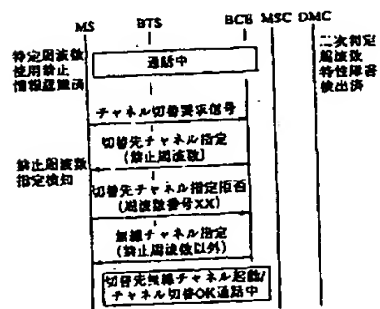 MS BTS BCE MSC DMC
特定周波数
使用禁止
情報認識済
通話中
二次判定
周波数
特性障害
検出済
チャネル切替要求信号
切替先チャネル指定
(禁止周波数)
禁止周波数
指定検知
切替先チャネル指定拒否
(周波数番号XX)
無線チャネル指定
(禁止周波数以外)
切替先無線チャネル起動/
チャネル切替OK通話中